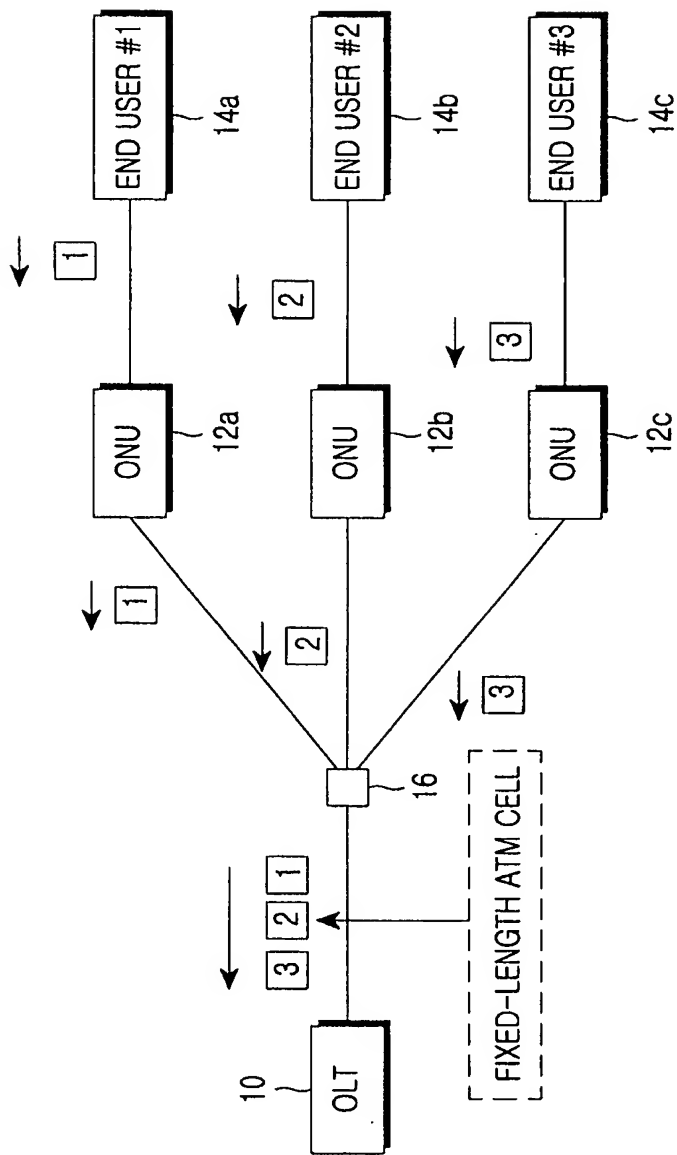 END USER #1
14a
1
ONU
12a
1
END USER #2
14b
2
ONU
12b
2
END USER #3
14c
3
ONU
12c
3
16
3
2
1
OLT
10
FIXED-LENGTH ATM CELL